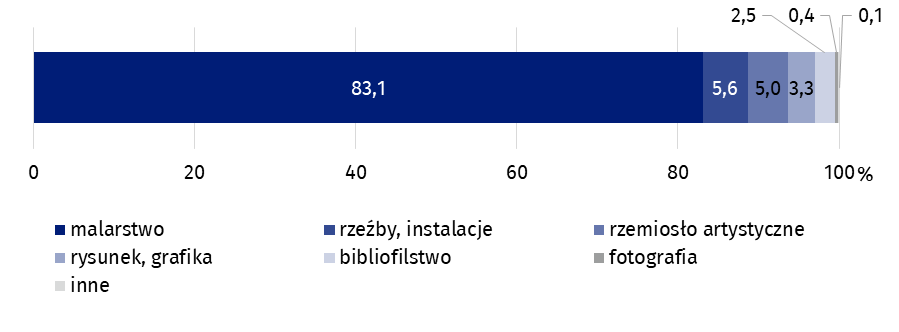 2,5 0,4 0,1
83,1 5,6 5,0 3,3
0 20 40 60 80 100 %
malarstwo rzeźby, instalacje rzemiosło artystyczne
rysunek, grafika bibliofilstwo fotografia
inne